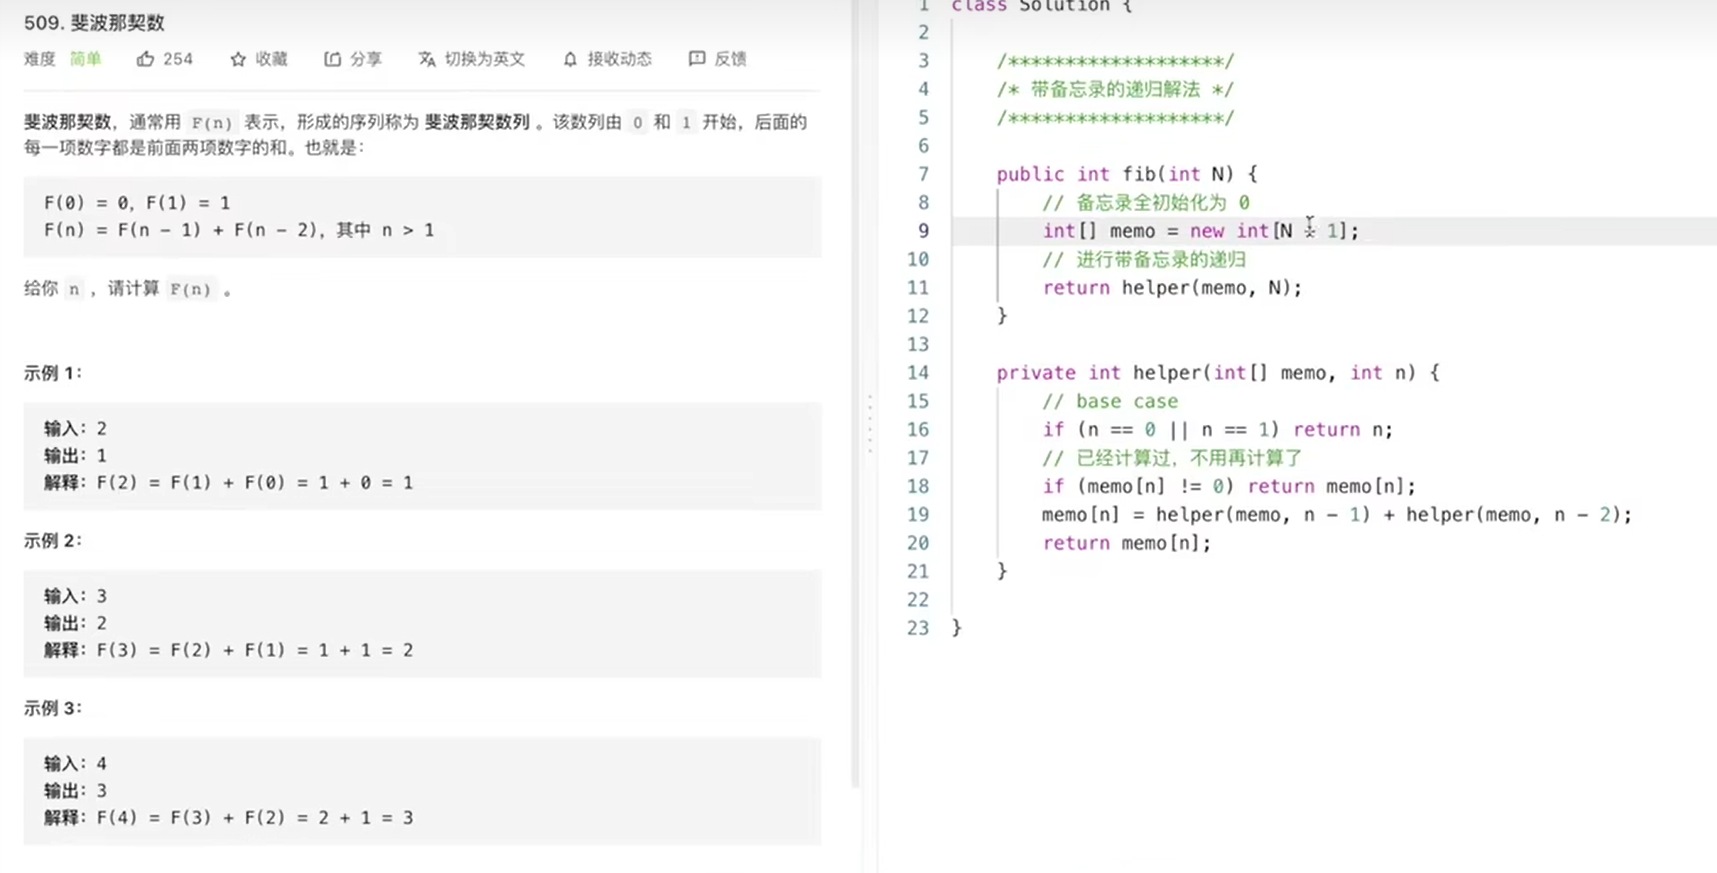 509. 斐波那契数
难度 简单 254 收藏 分享 切换为英文 接收动态 反馈
斐波那契数，通常用 F(n) 表示，形成的序列称为 斐波那契数列 。该数列由 0 和 1 开始，后面的
每一项数字都是前面两项数字的和。也就是：
F(0) = 0, F(1) = 1
F(n) = F(n - 1) + F(n - 2)，其中 n > 1
给你 n ，请计算 F(n) 。
示例 1：
输入：2
输出：1
解释：F(2) = F(1) + F(0) = 1 + 0 = 1
示例 2：
输入：3
输出：2
解释：F(3) = F(2) + F(1) = 1 + 1 = 2
示例 3：
输入：4
输出：3
解释：F(4) = F(3) + F(2) = 2 + 1 = 3
1 class Solution {
2
3 /*******************/
4 /* 带备忘录的递归解法 */
5 /*******************/
6
7 public int fib(int N) {
8 // 备忘录全初始化为 0
9 int[] memo = new int[N 1];
10 // 进行带备忘录的递归
11 return helper(memo, N);
12 }
13
14 private int helper(int[] memo, int n) {
15 // base case
16 if (n == 0 || n == 1) return n;
17 // 已经计算过，不用再计算了
18 if (memo[n] != 0) return memo[n];
19 memo[n] = helper(memo, n - 1) + helper(memo, n - 2);
20 return memo[n];
21 }
22
23 }